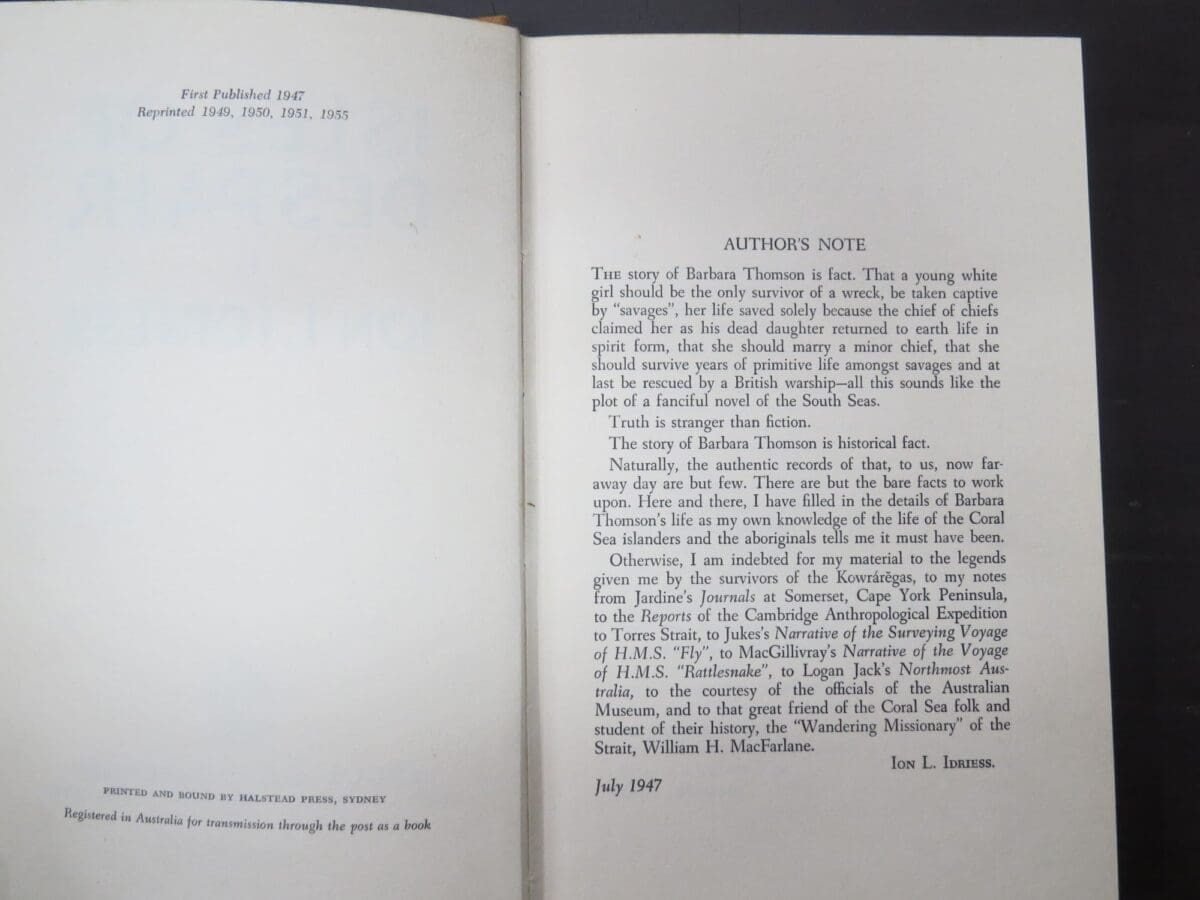 First Published 1947
Reprinted 1949, 1950, 1951, 1955
PRINTED AND BOUND BY HALSTEAD PRESS, SYDNEY
Registered in Australia for transmission through the post as a book
AUTHOR'S NOTE
THE story of Barbara Thomson is fact. That a young white
girl should be the only survivor of a wreck, be taken captive
by "savages", her life saved solely because the chief of chiefs
claimed her as his dead daughter returned to earth life in
spirit form, that she should marry a minor chief, that she
should survive years of primitive life amongst savages and at
last be rescued by a British warship—all this sounds like the
plot of a fanciful novel of the South Seas.
Truth is stranger than fiction.
The story of Barbara Thomson is historical fact.
Naturally, the authentic records of that, to us, now far-
away day are but few. There are but the bare facts to work
upon. Here and there, I have filled in the details of Barbara
Thomson's life as my own knowledge of the life of the Coral
Sea islanders and the aboriginals tells me it must have been.
Otherwise, I am indebted for my material to the legends
given me by the survivors of the Kowrárĕgas, to my notes
from Jardine's Journals at Somerset, Cape York Peninsula,
to the Reports of the Cambridge Anthropological Expedition
to Torres Strait, to Jukes's Narrative of the Surveying Voyage
of H.M.S. "Fly", to MacGillivray's Narrative of the Voyage
of H.M.S. "Rattlesnake", to Logan Jack's Northmost Aus-
tralia, to the courtesy of the officials of the Australian
Museum, and to that great friend of the Coral Sea folk and
student of their history, the "Wandering Missionary" of the
Strait, William H. MacFarlane.
ION L. IDRIESS.
July 1947